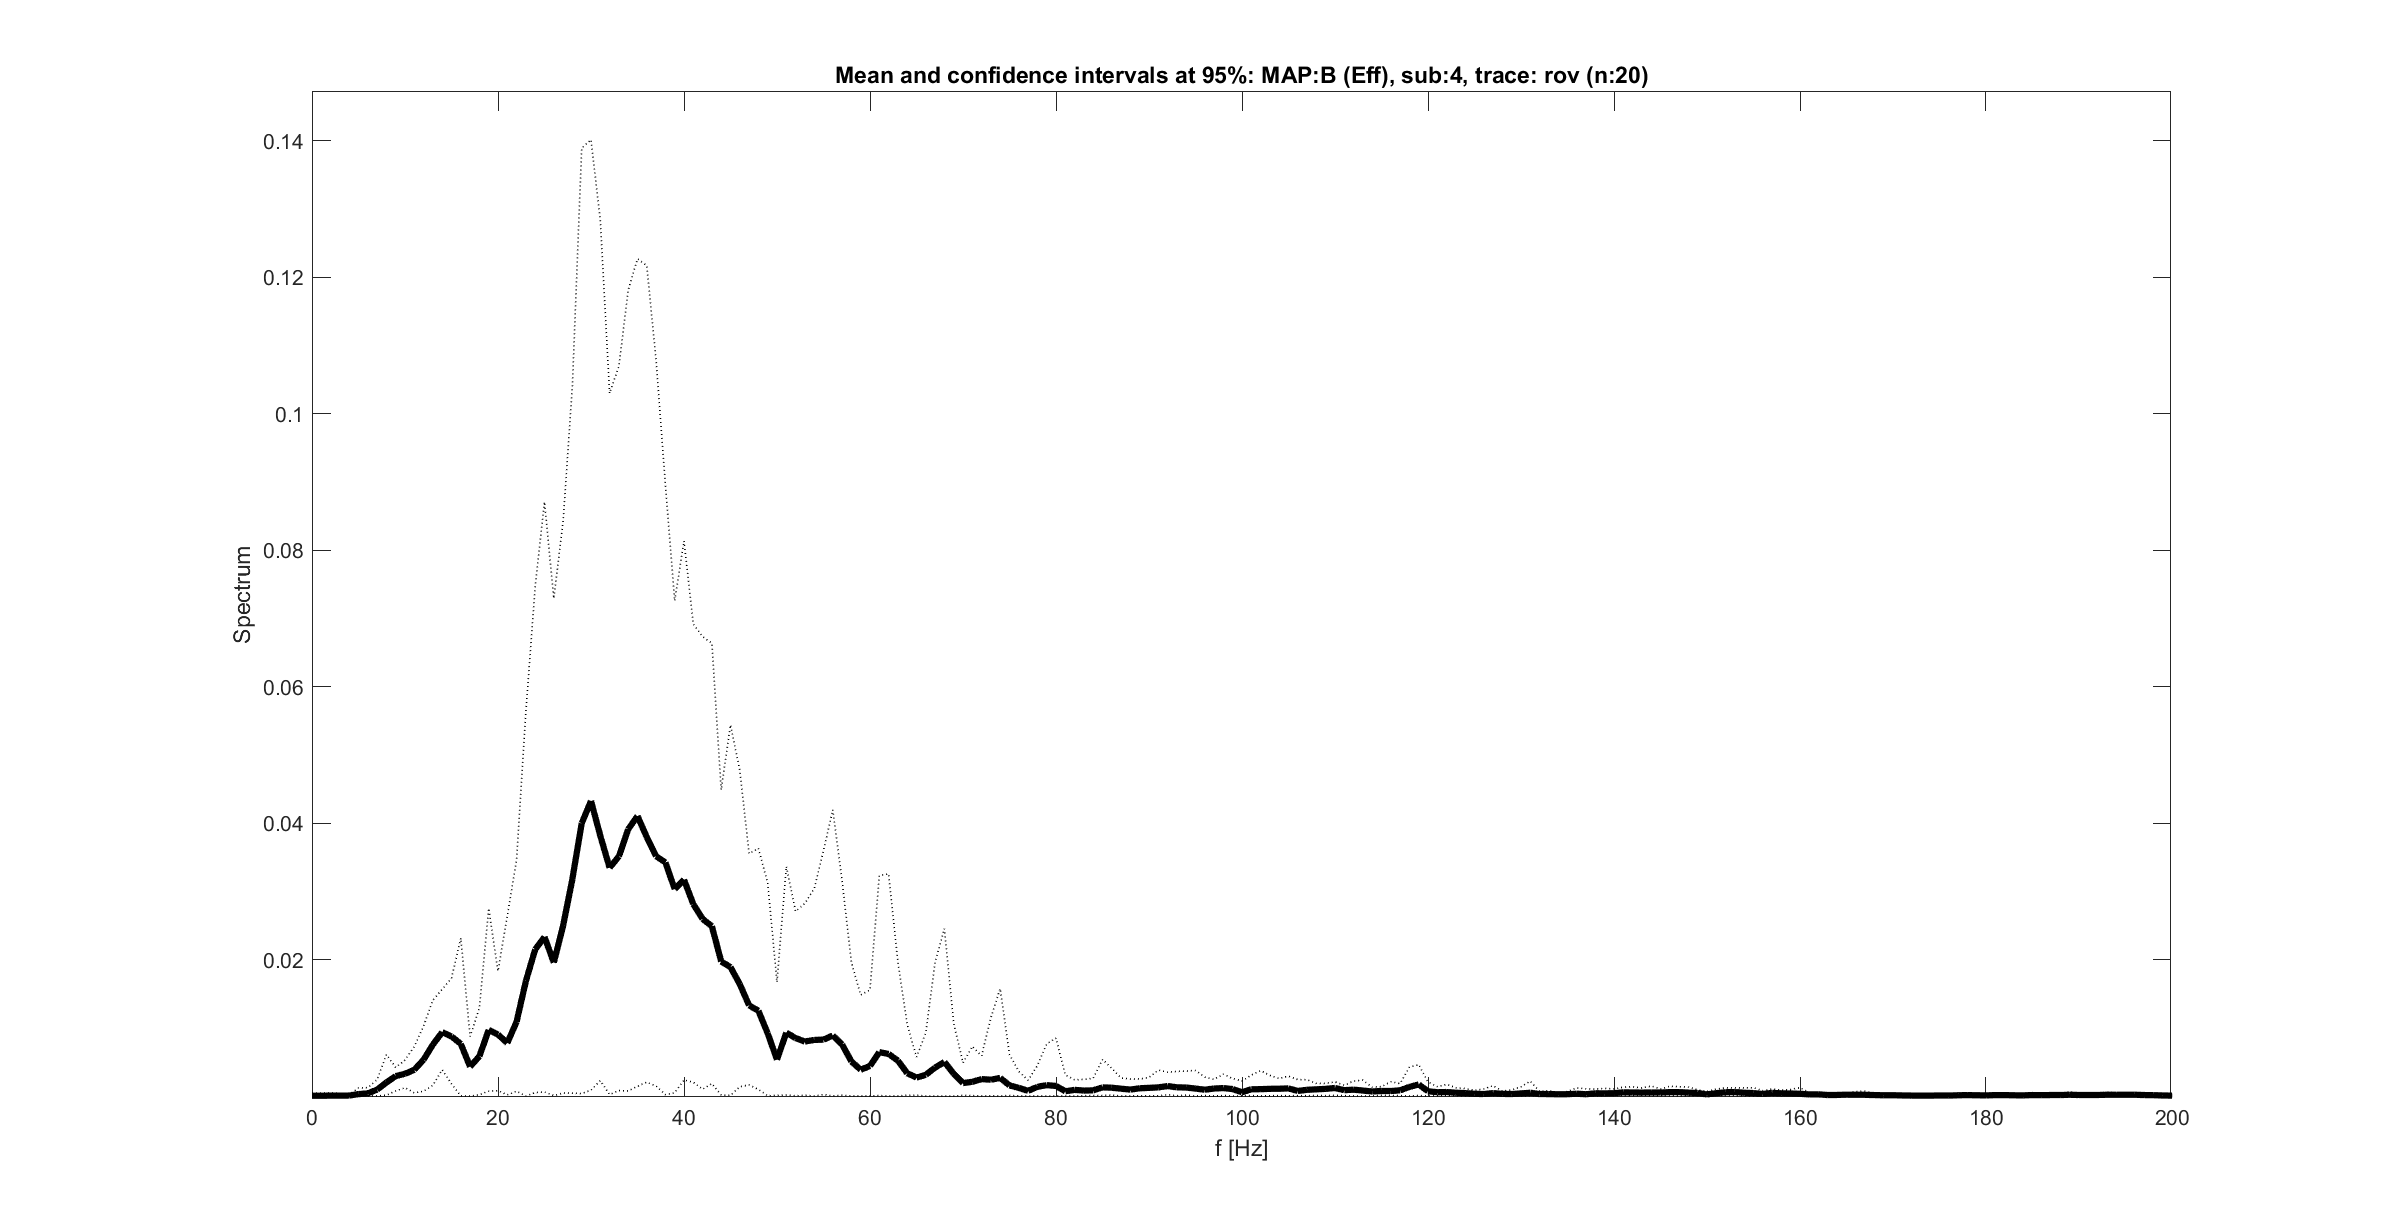 Mean and confidence intervals at 95%: MAP:B (Eff), sub:4, trace: rov (n:20)
0.14
0.12
0.1
0.08
0.06
0.04
0.02
Spectrum
0 20 40 60 80 100 120 140 160 180 200
f [Hz]